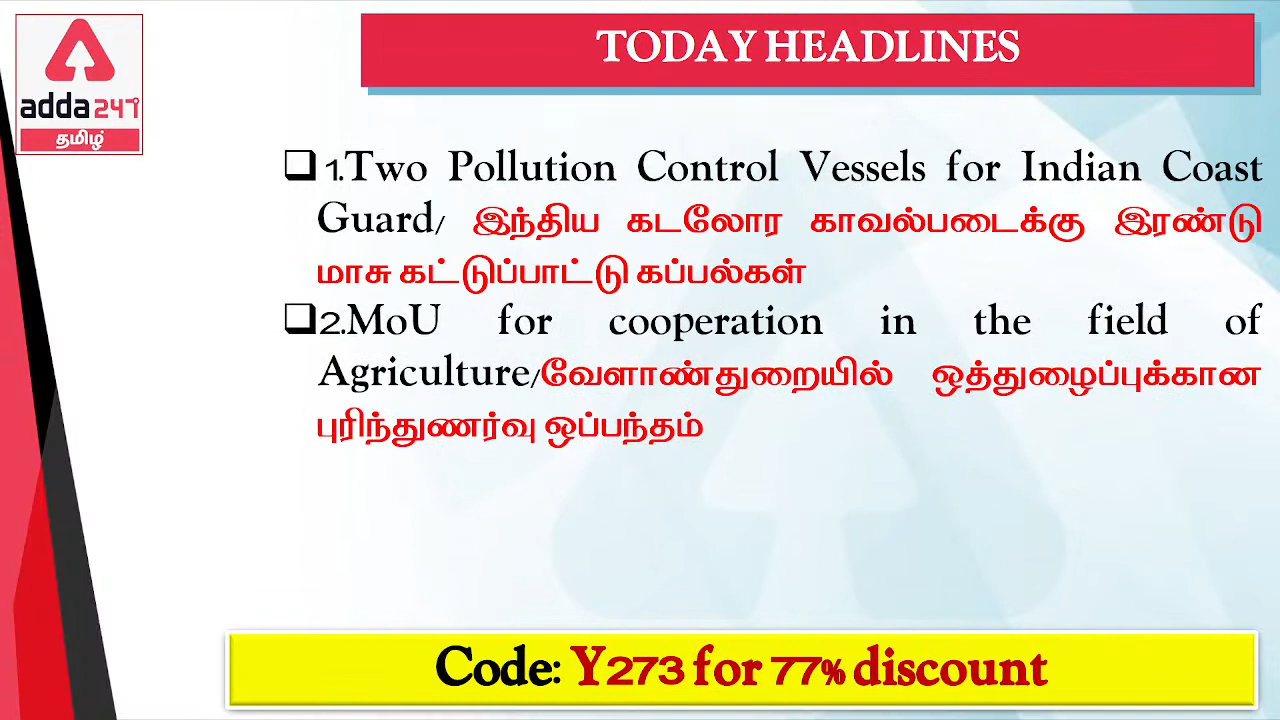 TODAY HEADLINES
adda247
தமிழ்
1.Two Pollution Control Vessels for Indian Coast
Guard/ இந்திய கடலோர காவல்படைக்கு இரண்டு
மாசு கட்டுப்பாட்டு கப்பல்கள்
2.MoU for cooperation in the field of
Agriculture/வேளாண்துறையில் ஒத்துழைப்புக்கான
புரிந்துணர்வு ஒப்பந்தம்
Code: Y273 for 77% discount